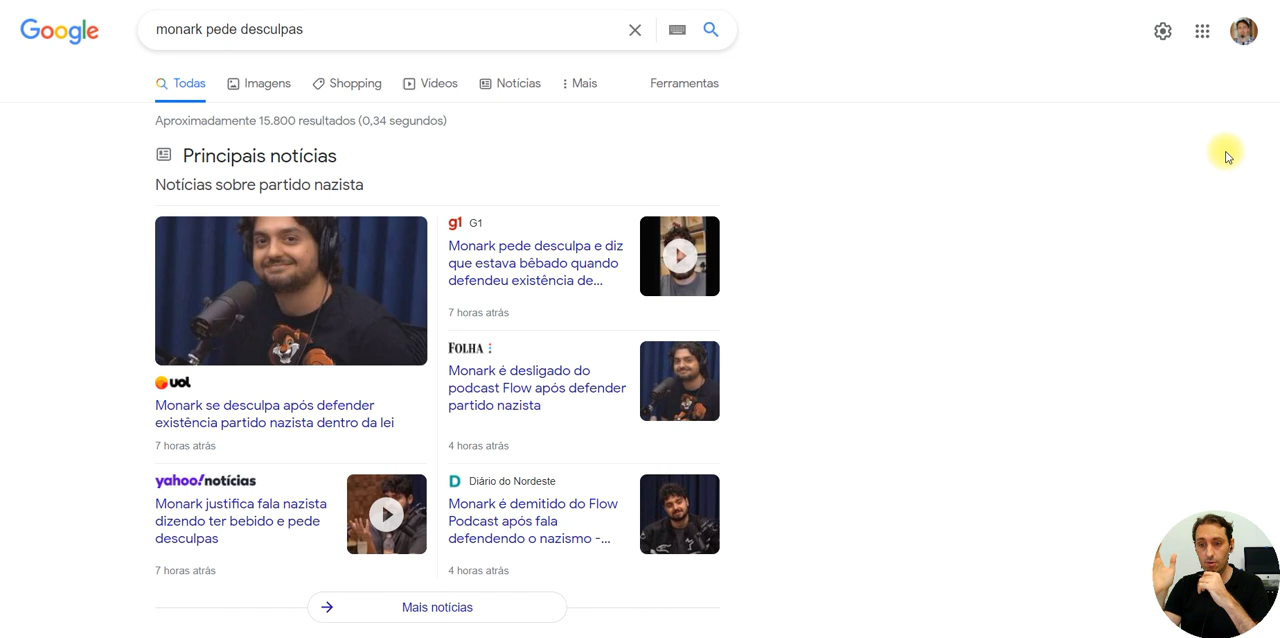 Google
monark pede desculpas
Todas
Imagens
Shopping
Vídeos
Notícias
Mais
Ferramentas
Aproximadamente 15.800 resultados (0,34 segundos)
Principais notícias
Notícias sobre partido nazista
uol
Monark se desculpa após defender
existência partido nazista dentro da lei
7 horas atrás
g1 G1
Monark pede desculpa e diz
que estava bêbado quando
defendeu existência de...
7 horas atrás
FOLHA
Monark é desligado do
podcast Flow após defender
partido nazista
4 horas atrás
yahoo!notícias
Monark justifica fala nazista
dizendo ter bebido e pede
desculpas
7 horas atrás
D Diário do Nordeste
Monark é demitido do Flow
Podcast após fala
defendendo o nazismo -...
4 horas atrás
Mais notícias